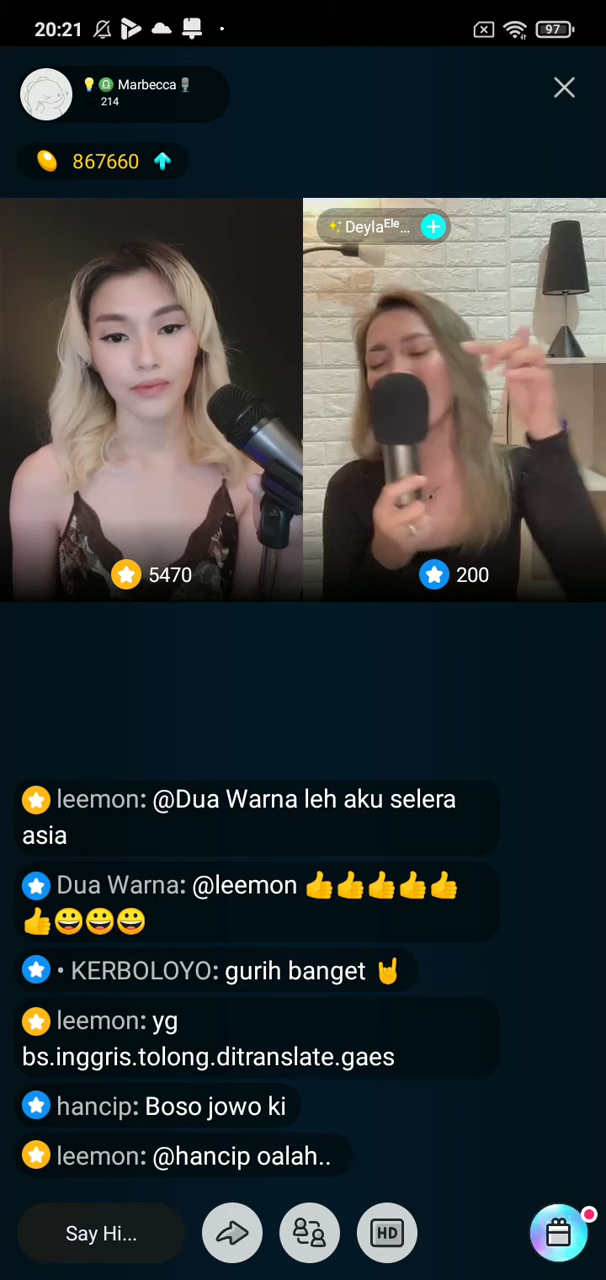 20:21
97
💡♎ Marbecca🎙️
214
867660
✨Deylaᴱˡᵉ...
5470
200
leemon: @Dua Warna leh aku selera
asia
Dua Warna: @leemon 👍👍👍👍👍
👍😀😀😀
• KERBOLOYO: gurih banget 🤘
leemon: yg
bs.inggris.tolong.ditranslate.gaes
hancip: Boso jowo ki
leemon: @hancip oalah..
Say Hi...
HD